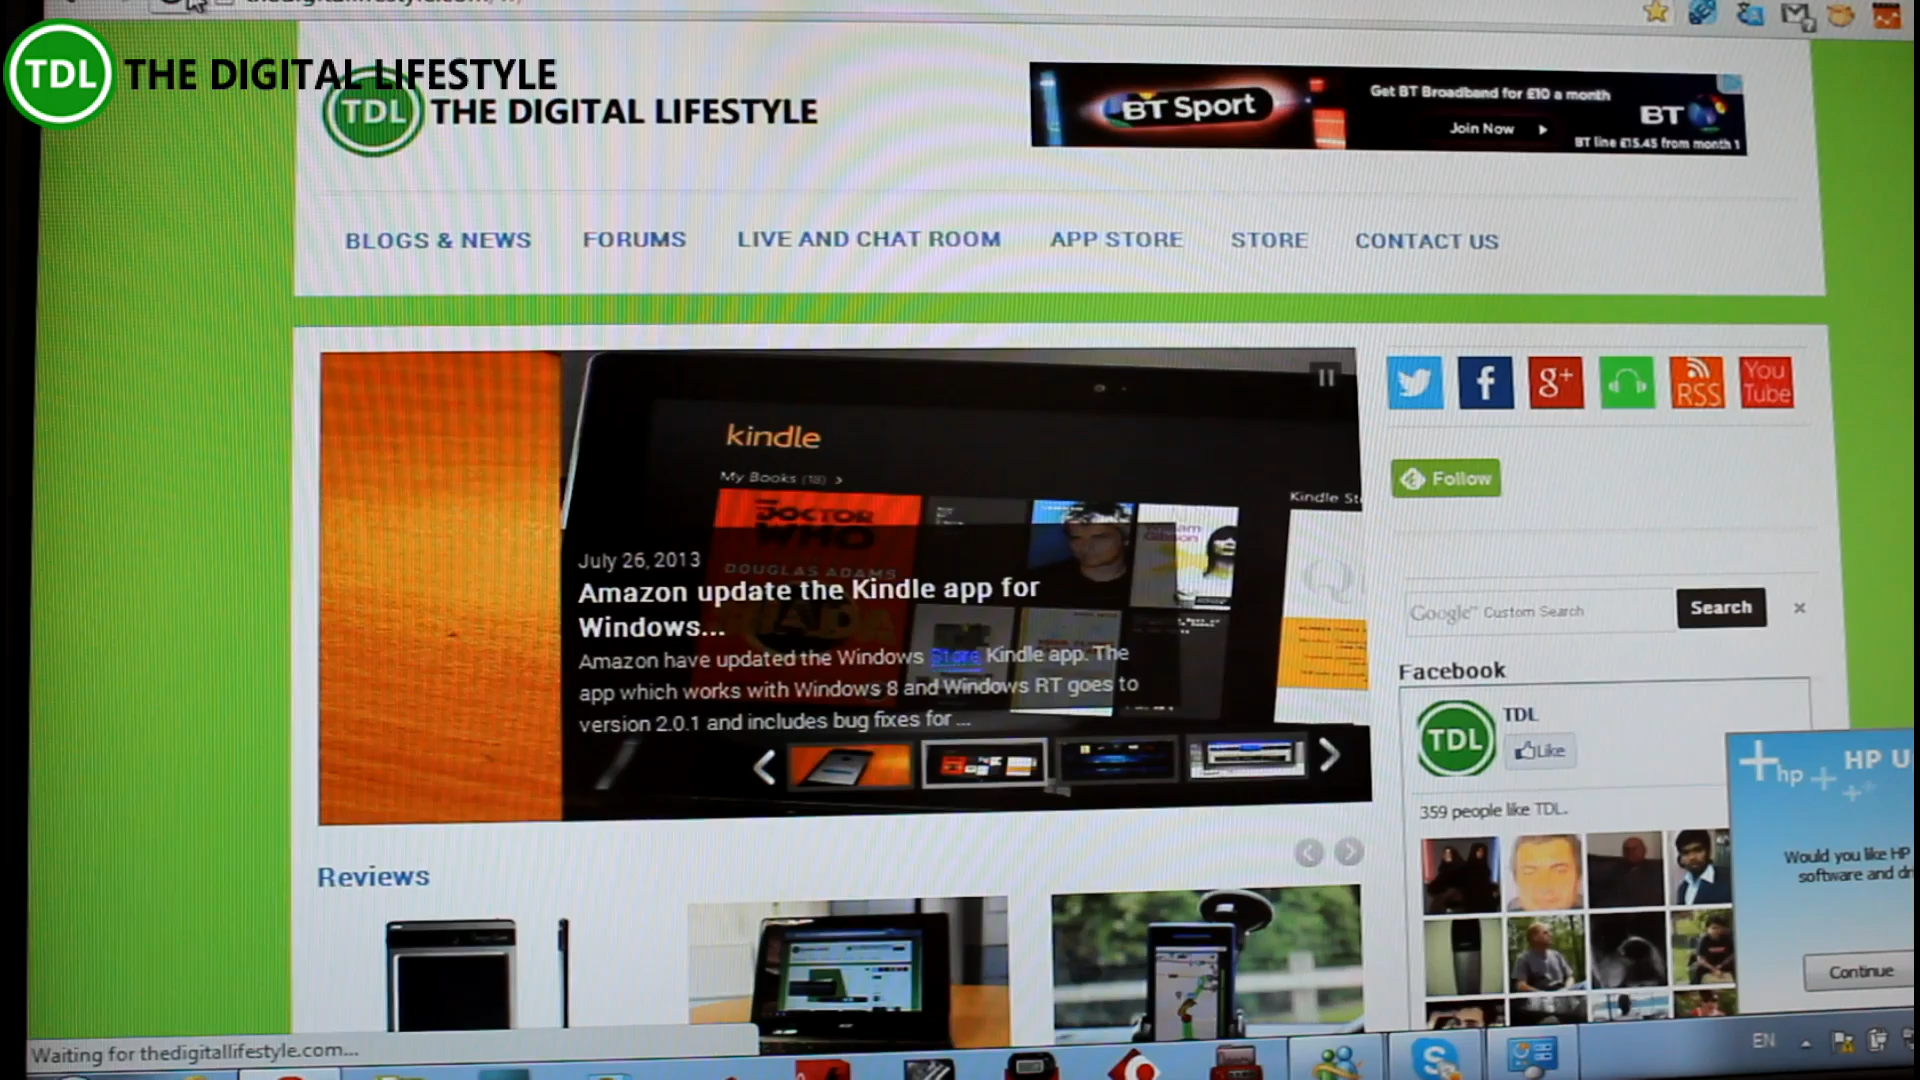 TDL THE DIGITAL LIFESTYLE
TDL THE DIGITAL LIFESTYLE
BT Sport
Get BT Broadband for £10 a month
Join Now
BT
BT line £15.45 from month 1
BLOGS & NEWS FORUMS LIVE AND CHAT ROOM APP STORE STORE CONTACT US
kindle
My Books (18) >
Kindle St
DOCTOR
WHO
DOUGLAS ADAMS
July 26, 2013
Amazon update the Kindle app for
Windows...
Amazon have updated the Windows Store Kindle app. The
app which works with Windows 8 and Windows RT goes to
version 2.0.1 and includes bug fixes for ...
f g+ RSS You
Tube
Follow
Google™ Custom Search Search ×
Facebook
TDL
TDL
Like
359 people like TDL.
hp HP U
Would you like HP
software and dr
Continue
Reviews
Waiting for thedigitallifestyle.com...
EN